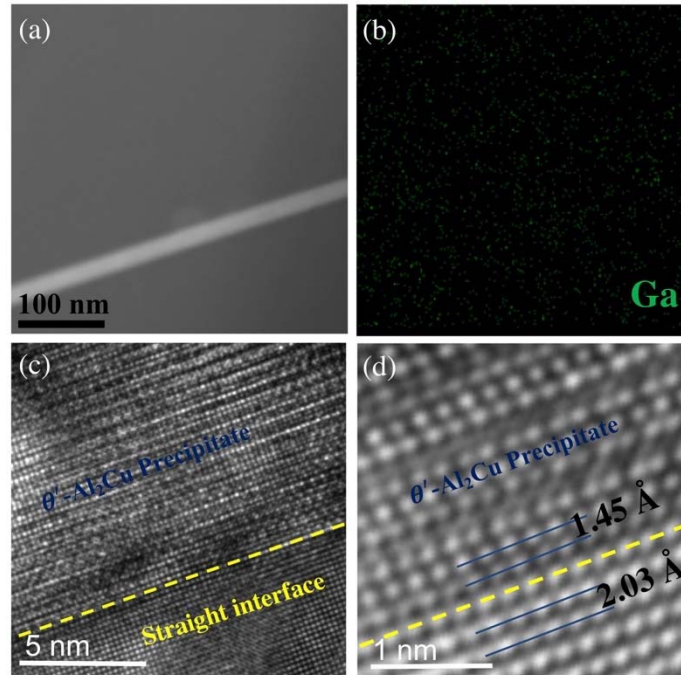 (a)
100 nm
(b)
Ga
(c)
θ′-Al₂Cu Precipitate
Straight interface
5 nm
(d)
θ′-Al₂Cu Precipitate
1.45 Å
2.03 Å
1 nm